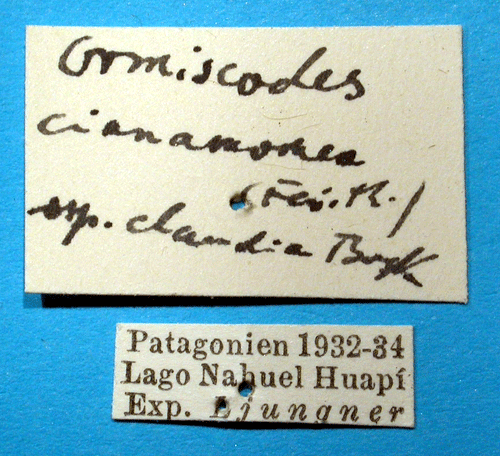 Ormiscodes
cinnamomea
(Feisth.)
ssp. claudia Bryk
Patagonien 1932-34
Lago Nahuel Huapí
Exp. Ljungner